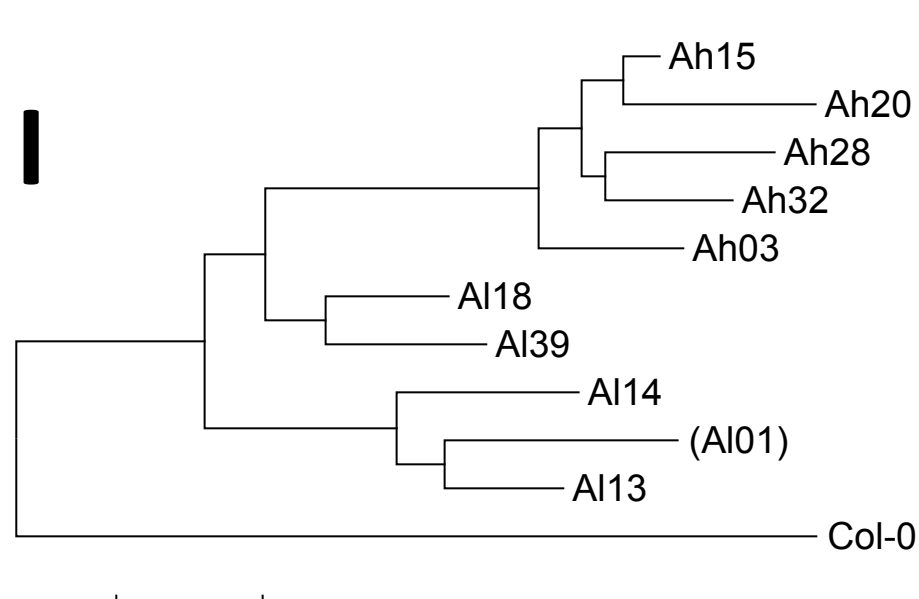 Ah15
Ah20
I
Ah28
Ah32
Ah03
Al18
Al39
Al14
(Al01)
Al13
Col-0